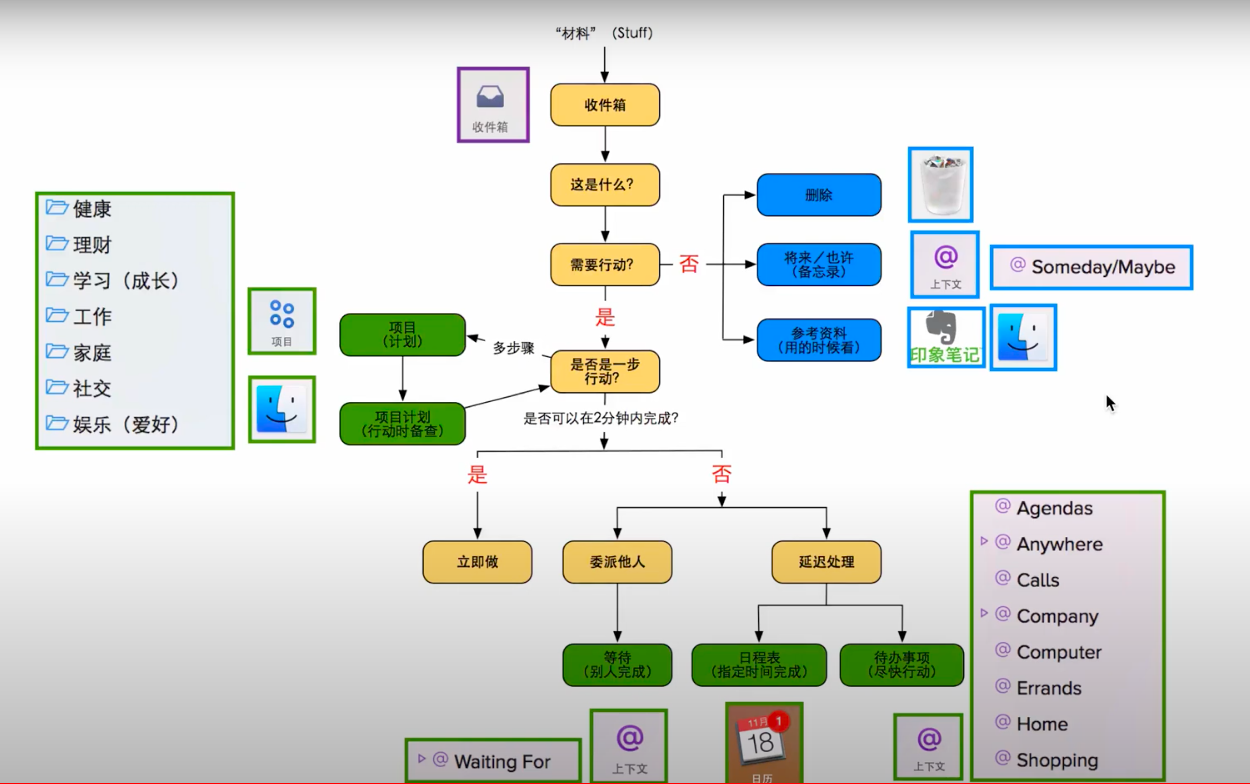 “材料” （Stuff）
收件箱
收件箱
这是什么？
需要行动？
否
删除
将来／也许
（备忘录）
上下文
@ Someday/Maybe
参考资料
（用的时候看）
印象笔记
是
健康
理财
学习（成长）
工作
家庭
社交
娱乐（爱好）
项目
项目
（计划）
多步骤
是否是一步
行动？
项目计划
（行动时备查）
是否可以在2分钟内完成？
是
否
立即做
委派他人
延迟处理
等待
（别人完成）
日程表
（指定时间完成）
待办事项
（尽快行动）
@ Agendas
@ Anywhere
@ Calls
@ Company
@ Computer
@ Errands
@ Home
@ Shopping
@ Waiting For
@
上下文
11月
1
18
日历
@
上下文